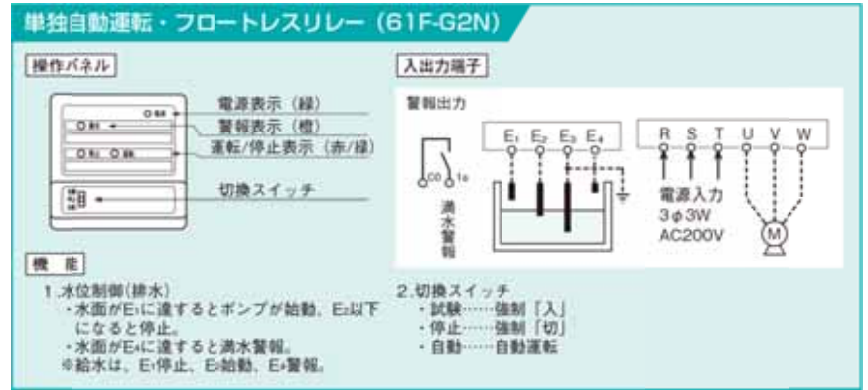 単独自動運転・フロートレスリレー（61F-G2N）
操作パネル
電源表示（緑）
警報表示（橙）
運転/停止表示（赤/緑）
切換スイッチ
入出力端子
警報出力
E₁ E₂ E₃ E₄
R S T U V W
c0 1a
満水警報
電源入力
3φ3W
AC200V
M
機 能
1.水位制御(排水)
・水面がE₁に達するとポンプが始動、E₂以下
になると停止。
・水面がE₄に達すると満水警報。
※給水は、E₁停止、E₂始動、E₄警報。
2.切換スイッチ
・試験……強制「入」
・停止……強制「切」
・自動……自動運転